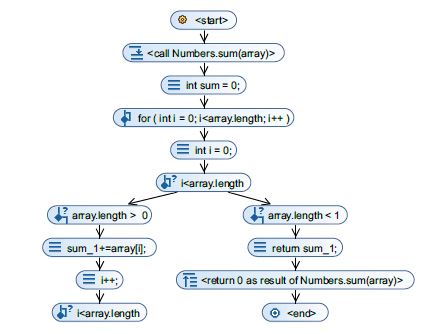 <start>
<call Numbers.sum(array)>
int sum = 0;
for ( int i = 0; i<array.length; i++ )
int i = 0;
i<array.length
array.length > 0
array.length < 1
sum_1+=array[i];
return sum_1;
i++;
<return 0 as result of Numbers.sum(array)>
i<array.length
<end>